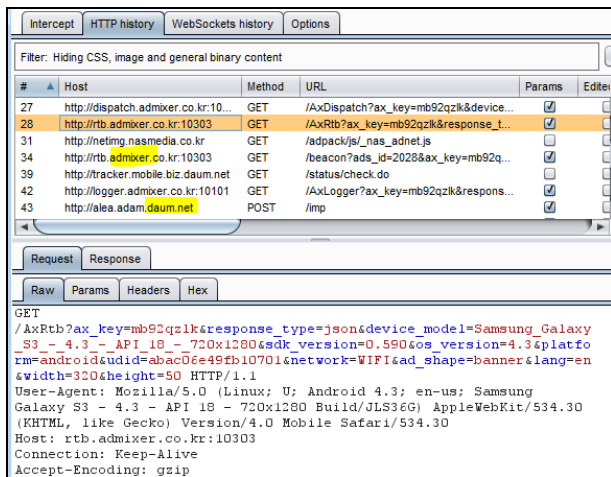 Intercept HTTP history WebSockets history Options
Filter: Hiding CSS, image and general binary content
# Host Method URL Params Edited
27 http://dispatch.admixer.co.kr:10... GET /AxDispatch?ax_key=mb92qzlk&device...
28 http://rtb.admixer.co.kr:10303 GET /AxRtb?ax_key=mb92qzlk&response_t...
31 http://netimg.nasmedia.co.kr GET /adpack/js/_nas_adnet.js
34 http://rtb.admixer.co.kr:10303 GET /beacon?ads_id=2028&ax_key=mb92q...
39 http://tracker.mobile.biz.daum.net GET /status/check.do
42 http://logger.admixer.co.kr:10101 GET /AxLogger?ax_key=mb92qzlk&respons...
43 http://alea.adam.daum.net POST /imp
Request Response
Raw Params Headers Hex
GET
/AxRtb?ax_key=mb92qzlk&response_type=json&device_model=Samsung_Galaxy
_S3_-_4.3_-_API_18_-_720x1280&sdk_version=0.590&os_version=4.3&platfo
rm=android&udid=abac06e49fb10701&network=WIFI&ad_shape=banner&lang=en
&width=320&height=50 HTTP/1.1
User-Agent: Mozilla/5.0 (Linux; U; Android 4.3; en-us; Samsung
Galaxy S3 - 4.3 - API 18 - 720x1280 Build/JLS36G) AppleWebKit/534.30
(KHTML, like Gecko) Version/4.0 Mobile Safari/534.30
Host: rtb.admixer.co.kr:10303
Connection: Keep-Alive
Accept-Encoding: gzip